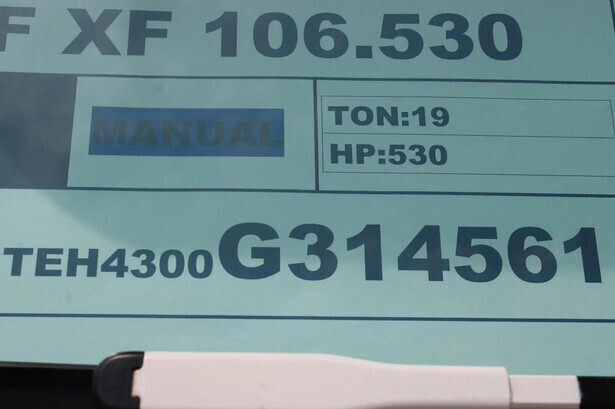 F XF 106.530
MANUAL
TON:19
HP:530
TEH4300G314561